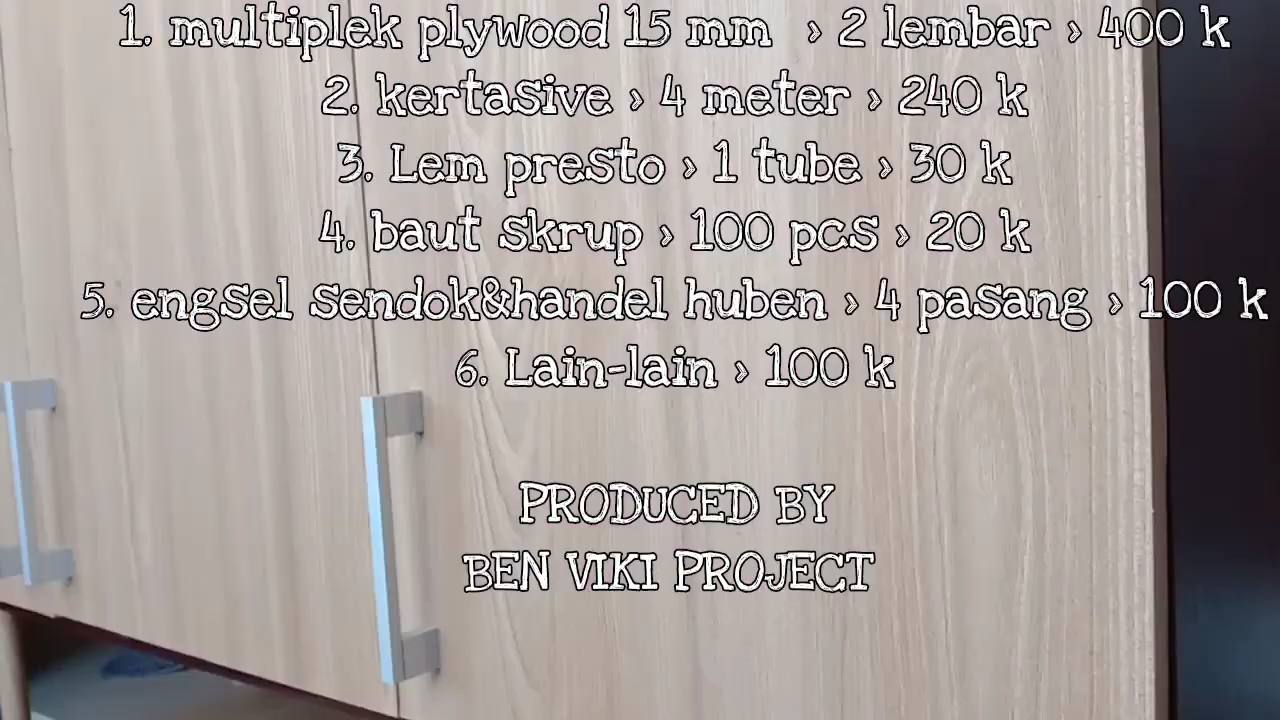 1. multiplek plywood 15 mm > 2 lembar > 400 k
2. kertasive > 4 meter > 240 k
3. Lem presto > 1 tube > 30 k
4. baut skrup > 100 pcs > 20 k
5. engsel sendok&handel huben > 4 pasang > 100 k
6. Lain-lain > 100 k
PRODUCED BY
BEN VIKI PROJECT